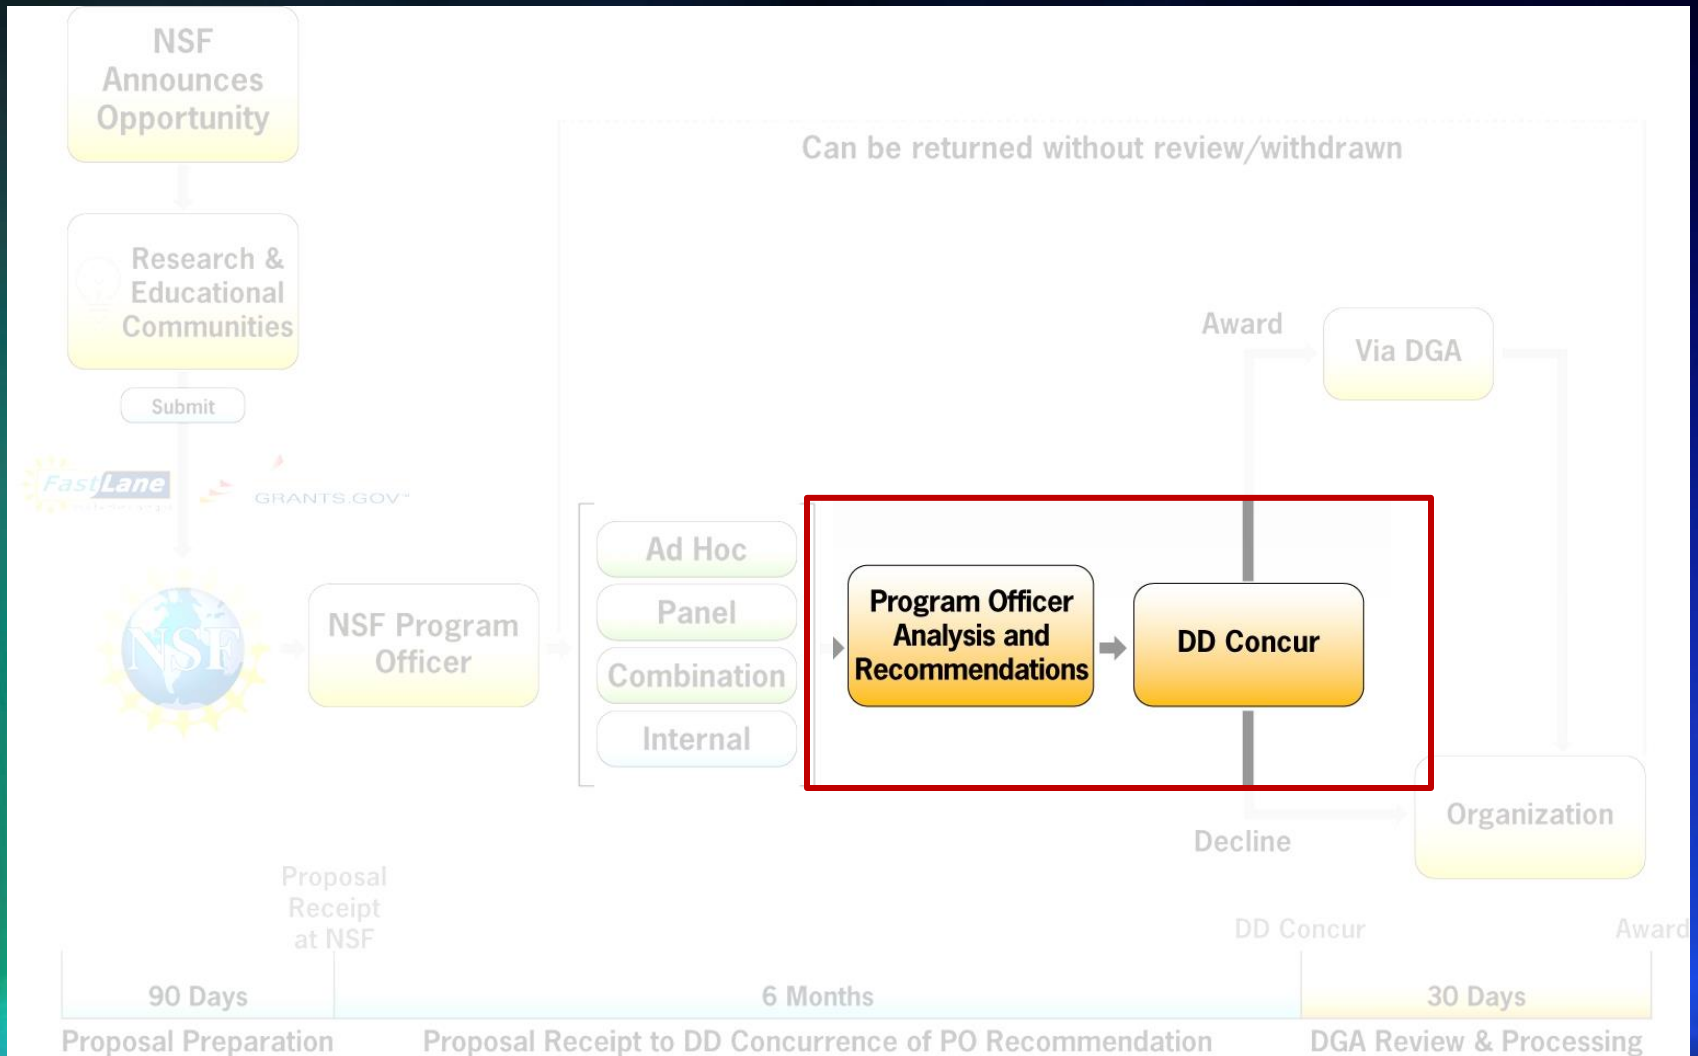 NSF
Announces
Opportunity
Can be returned without review/withdrawn
Research &
Educational
Communities
Award
Via DGA
Submit
FastLane
GRANTS.GOV℠
Ad Hoc
Panel
Combination
Internal
NSF
NSF Program
Officer
Program Officer
Analysis and
Recommendations
DD Concur
Organization
Decline
Proposal
Receipt
at NSF
DD Concur
Award
90 Days
6 Months
30 Days
Proposal Preparation
Proposal Receipt to DD Concurrence of PO Recommendation
DGA Review & Processing